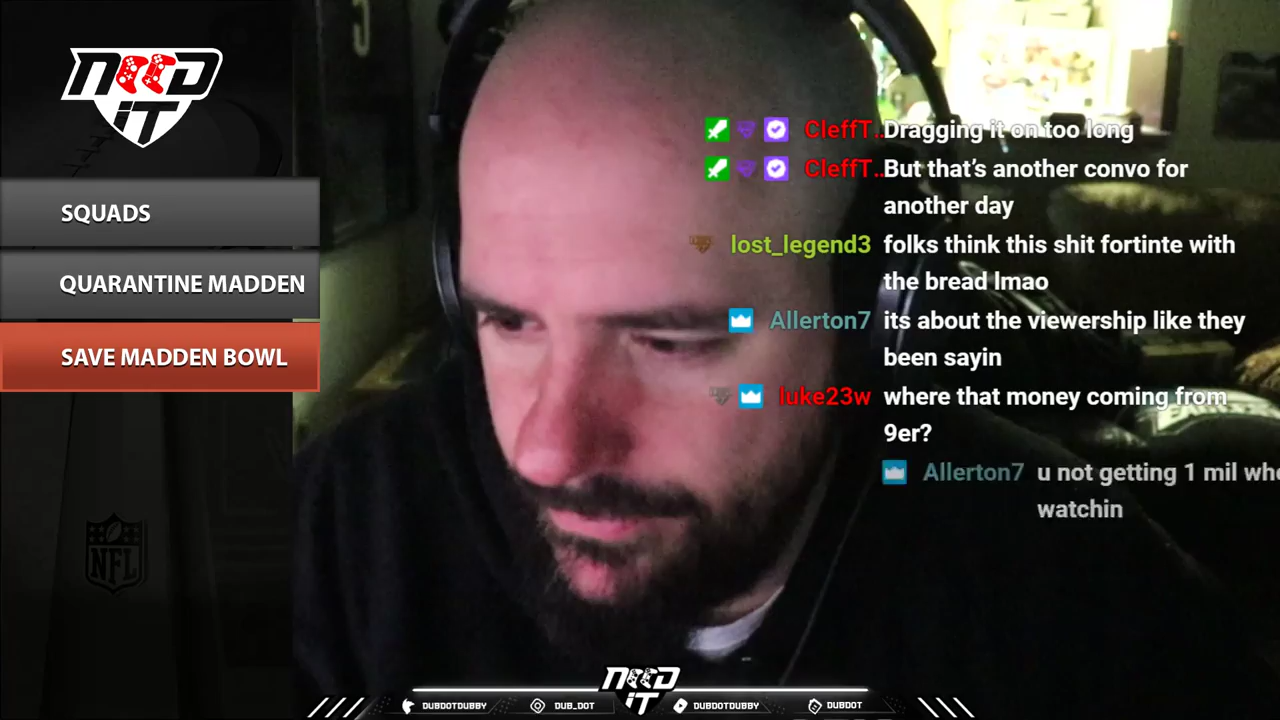 NEED
iT
SQUADS
QUARANTINE MADDEN
SAVE MADDEN BOWL
NFL
CleffT.. Dragging it on too long
CleffT.. But that's another convo for
another day
lost_legend3 folks think this shit fortinte with
the bread lmao
Allerton7 its about the viewership like they
been sayin
luke23w where that money coming from
9er?
Allerton7 u not getting 1 mil whe
watchin
NEED
iT
DUBDOTDUBBY DUB_DOT DUBDOTDUBBY DUBDOT